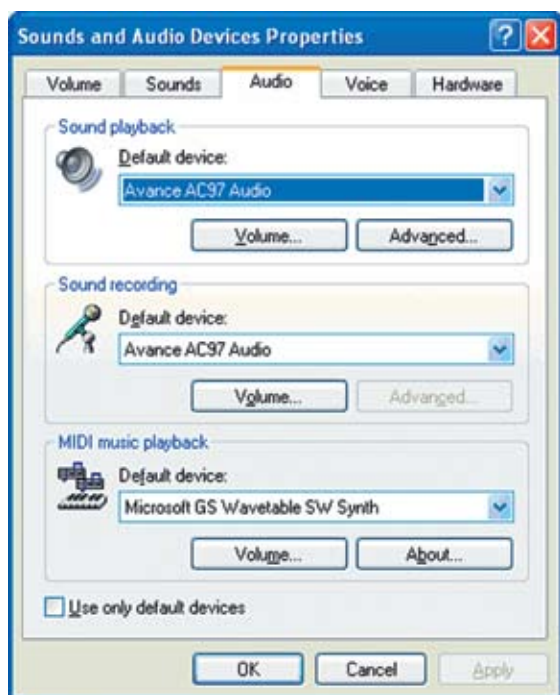 Sounds and Audio Devices Properties
Volume Sounds Audio Voice Hardware
Sound playback
Default device:
Avance AC97 Audio
Volume... Advanced...
Sound recording
Default device:
Avance AC97 Audio
Volume... Advanced...
MIDI music playback
Default device:
Microsoft GS Wavetable SW Synth
Volume... About...
Use only default devices
OK Cancel Apply